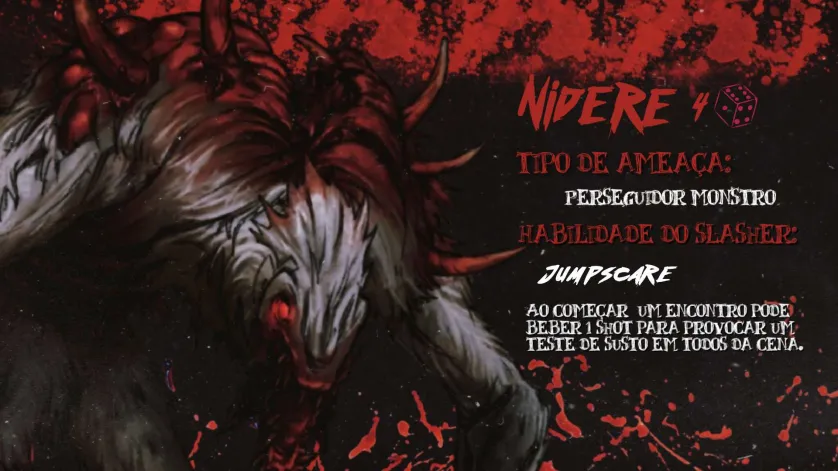 NIDERE 4
TIPO DE AMEAÇA:
PERSEGUIDOR MONSTRO
HABILIDADE DO SLASHER:
JUMPSCARE
AO COMEÇAR UM ENCONTRO PODE
BEBER 1 SHOT PARA PROVOCAR UM
TESTE DE SUSTO EM TODOS DA CENA.